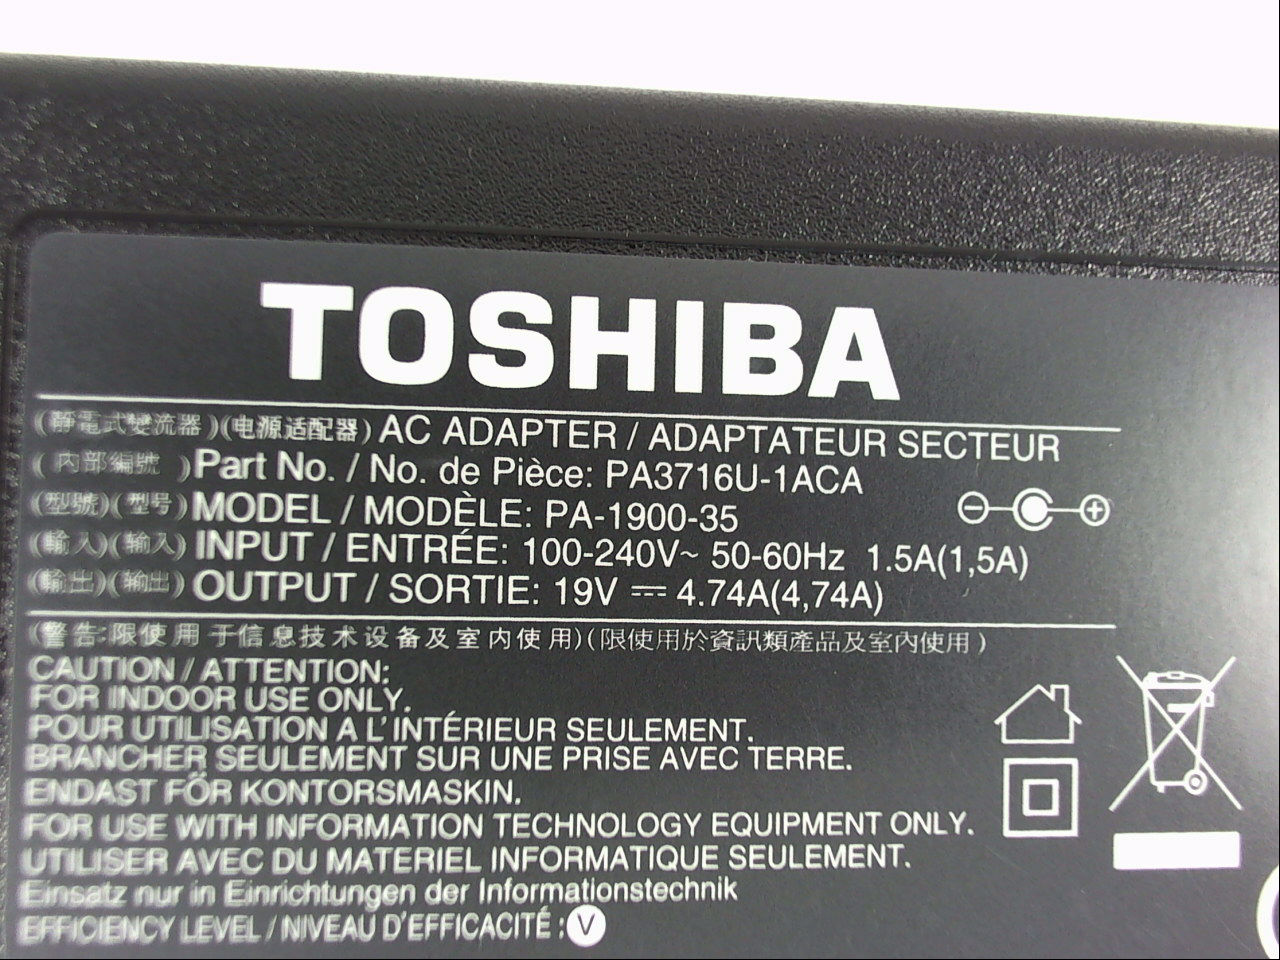 TOSHIBA
(靜電式變流器)(电源适配器) AC ADAPTER / ADAPTATEUR SECTEUR
(內部編號 )Part No. / No. de Pièce: PA3716U-1ACA
(型號)(型号)MODEL / MODÈLE: PA-1900-35
(輸入)(输入)INPUT / ENTRÉE: 100-240V~ 50-60Hz 1.5A(1,5A)
(輸出)(输出)OUTPUT / SORTIE: 19V ⎓ 4.74A(4,74A)
(警告:限使用于信息技术设备及室内使用)(限使用於資訊類產品及室內使用)
CAUTION / ATTENTION:
FOR INDOOR USE ONLY.
POUR UTILISATION A L'INTÉRIEUR SEULEMENT.
BRANCHER SEULEMENT SUR UNE PRISE AVEC TERRE.
ENDAST FÖR KONTORSMASKIN.
FOR USE WITH INFORMATION TECHNOLOGY EQUIPMENT ONLY.
UTILISER AVEC DU MATERIEL INFORMATIQUE SEULEMENT.
Einsatz nur in Einrichtungen der Informationstechnik
EFFICIENCY LEVEL / NIVEAU D'EFFICACITÉ : V